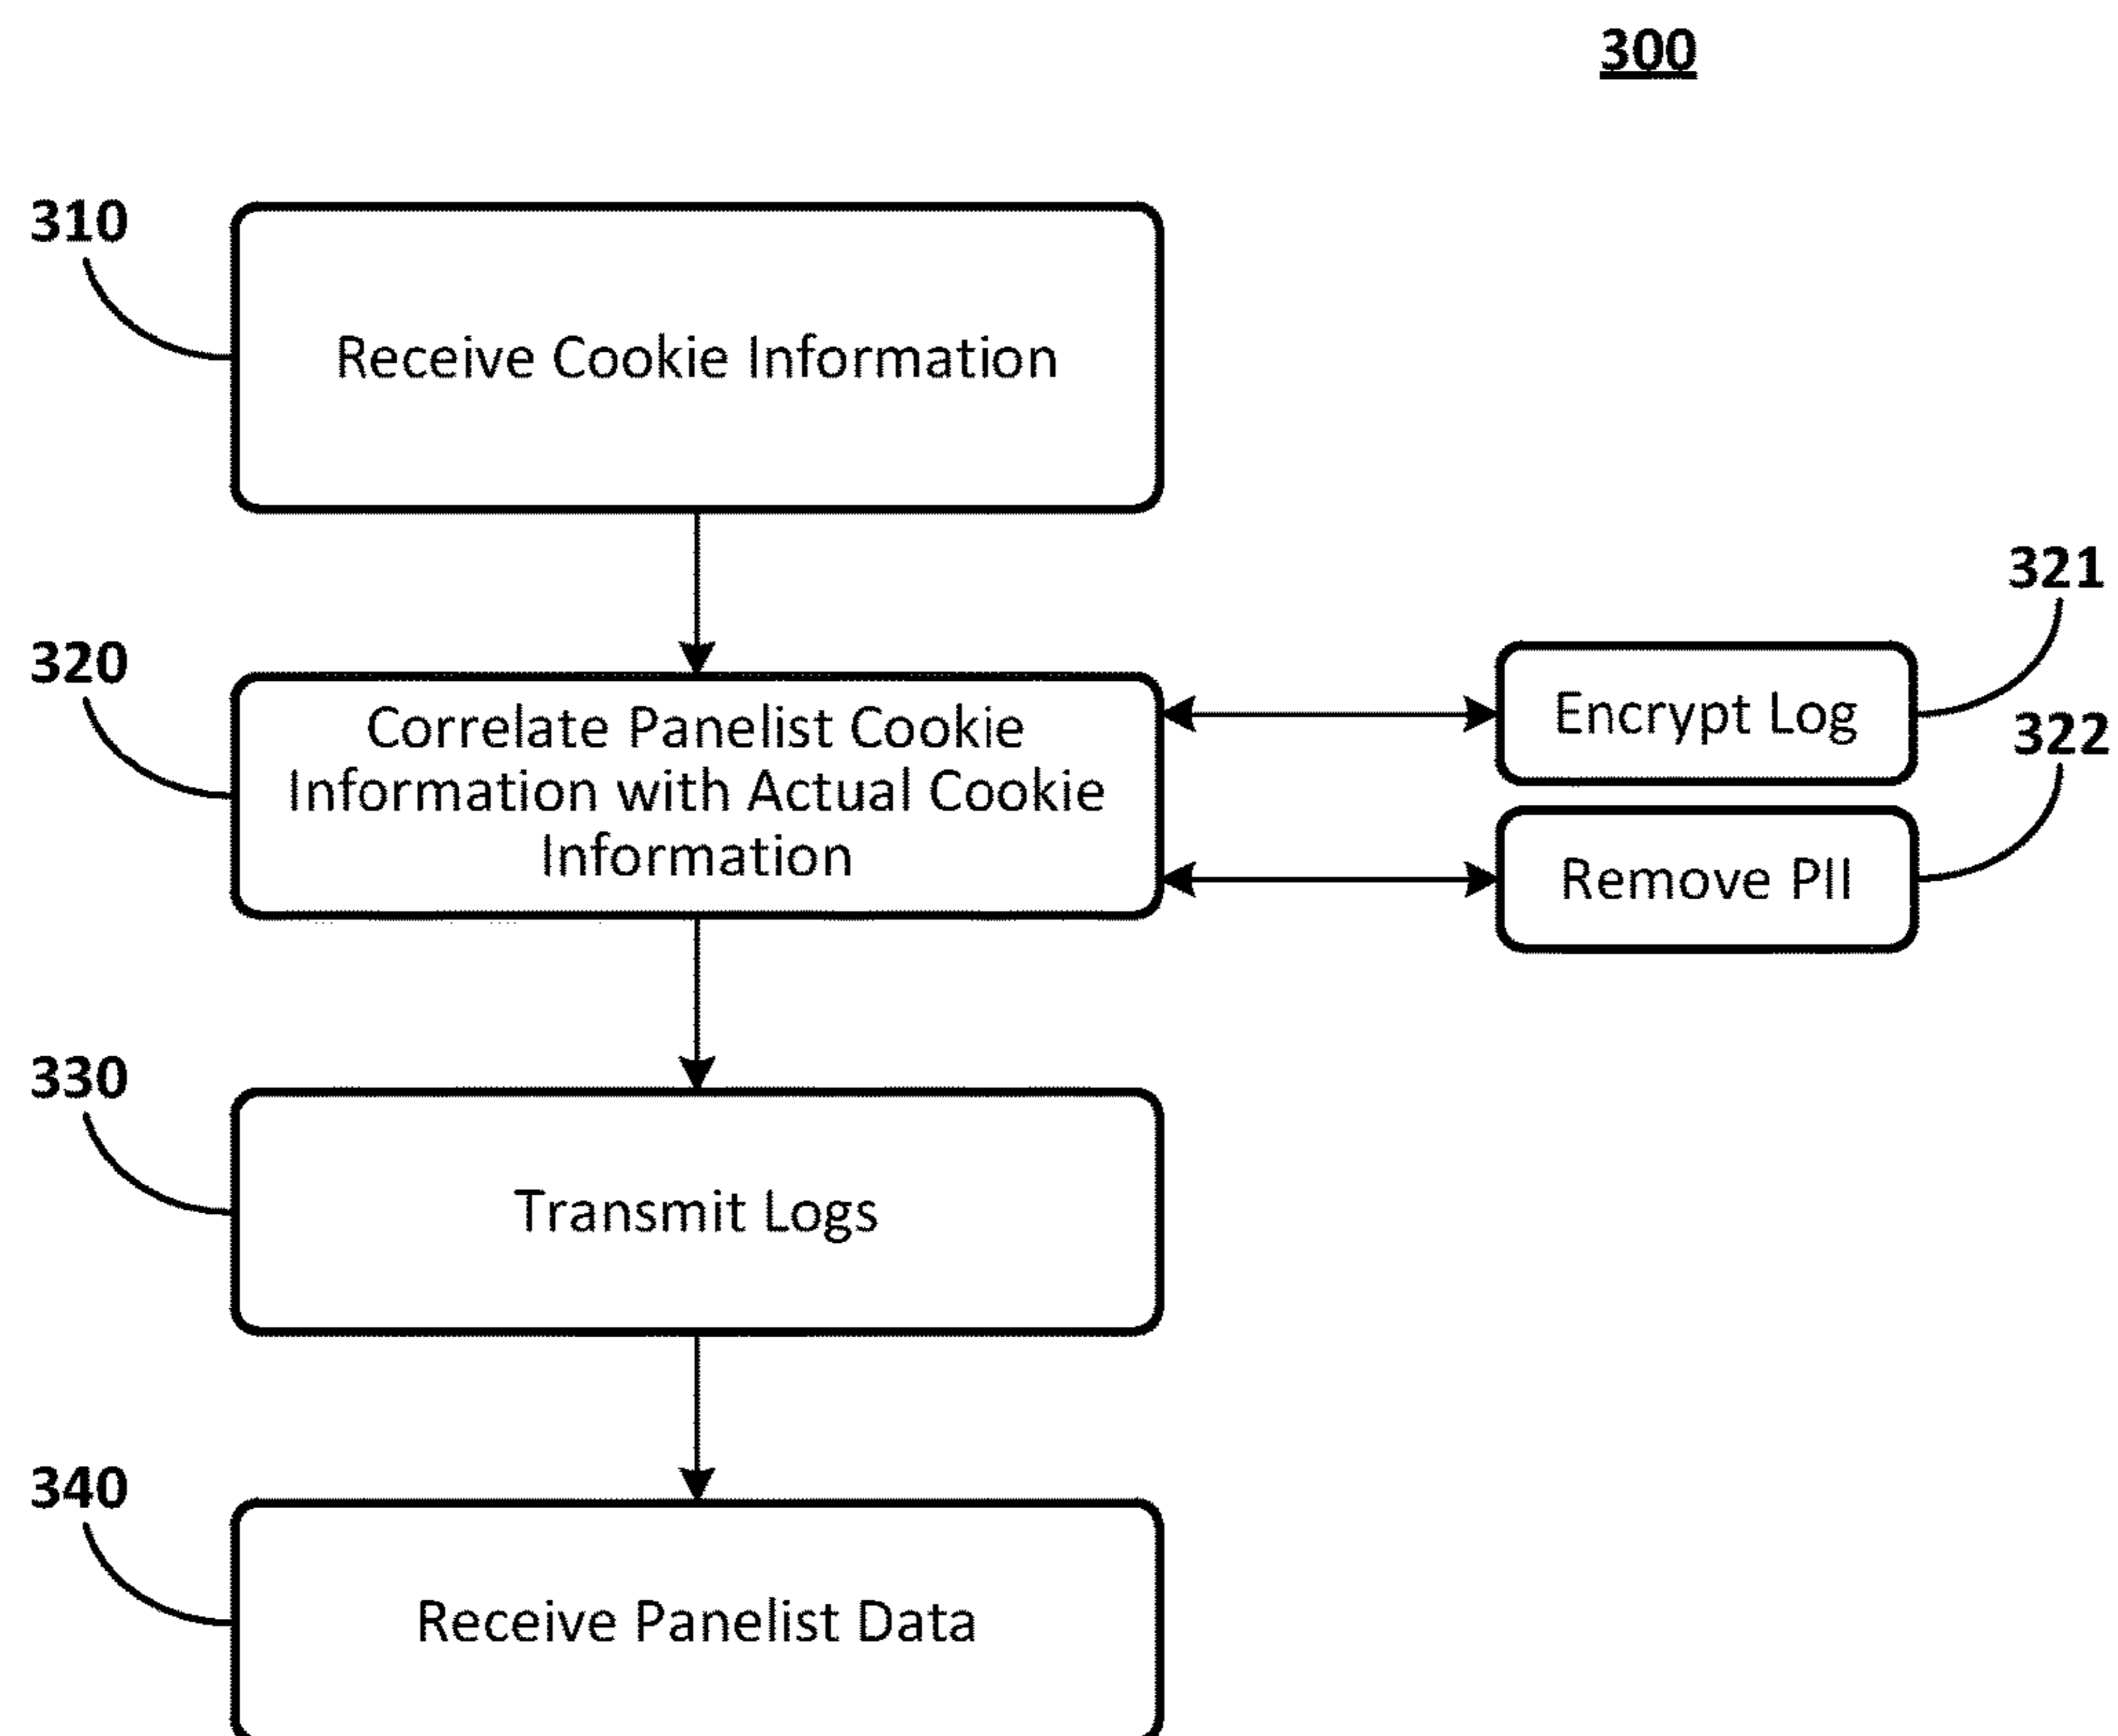 300
310
Receive Cookie Information
320
Correlate Panelist Cookie
Information with Actual Cookie
Information
321
Encrypt Log
322
Remove PII
330
Transmit Logs
340
Receive Panelist Data